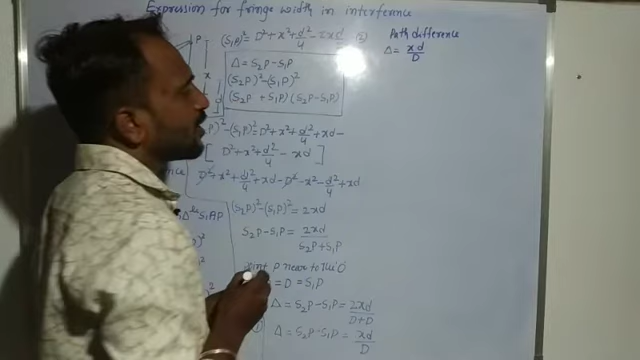 Expression for fringe width in interference
P
(S₁P)² = D² + x² + d²/4 - 2xd
②
x
Δ = S₂P - S₁P
(S₂P)² - (S₁P)²
(S₂P + S₁P) (S₂P - S₁P)
P)² - (S₁P)² = D² + x² + d²/4 + xd -
[ D² + x² + d²/4 - xd ]
D² + x² + d²/4 + xd - D² - x² - d²/4 + xd
(S₂P)² - (S₁P)² = 2xd
S₂P - S₁P = 2xd/S₂P + S₁P
P near to the O
= D = S₁P
Δ = S₂P - S₁P = 2xd/D+D
Δ = S₂P - S₁P = xd/D
Path difference
Δ = xd/D